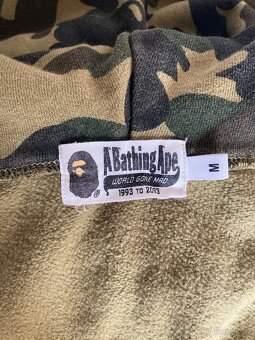 A Bathing Ape
WORLD GONE MAD
1993 TO 2013
®
M